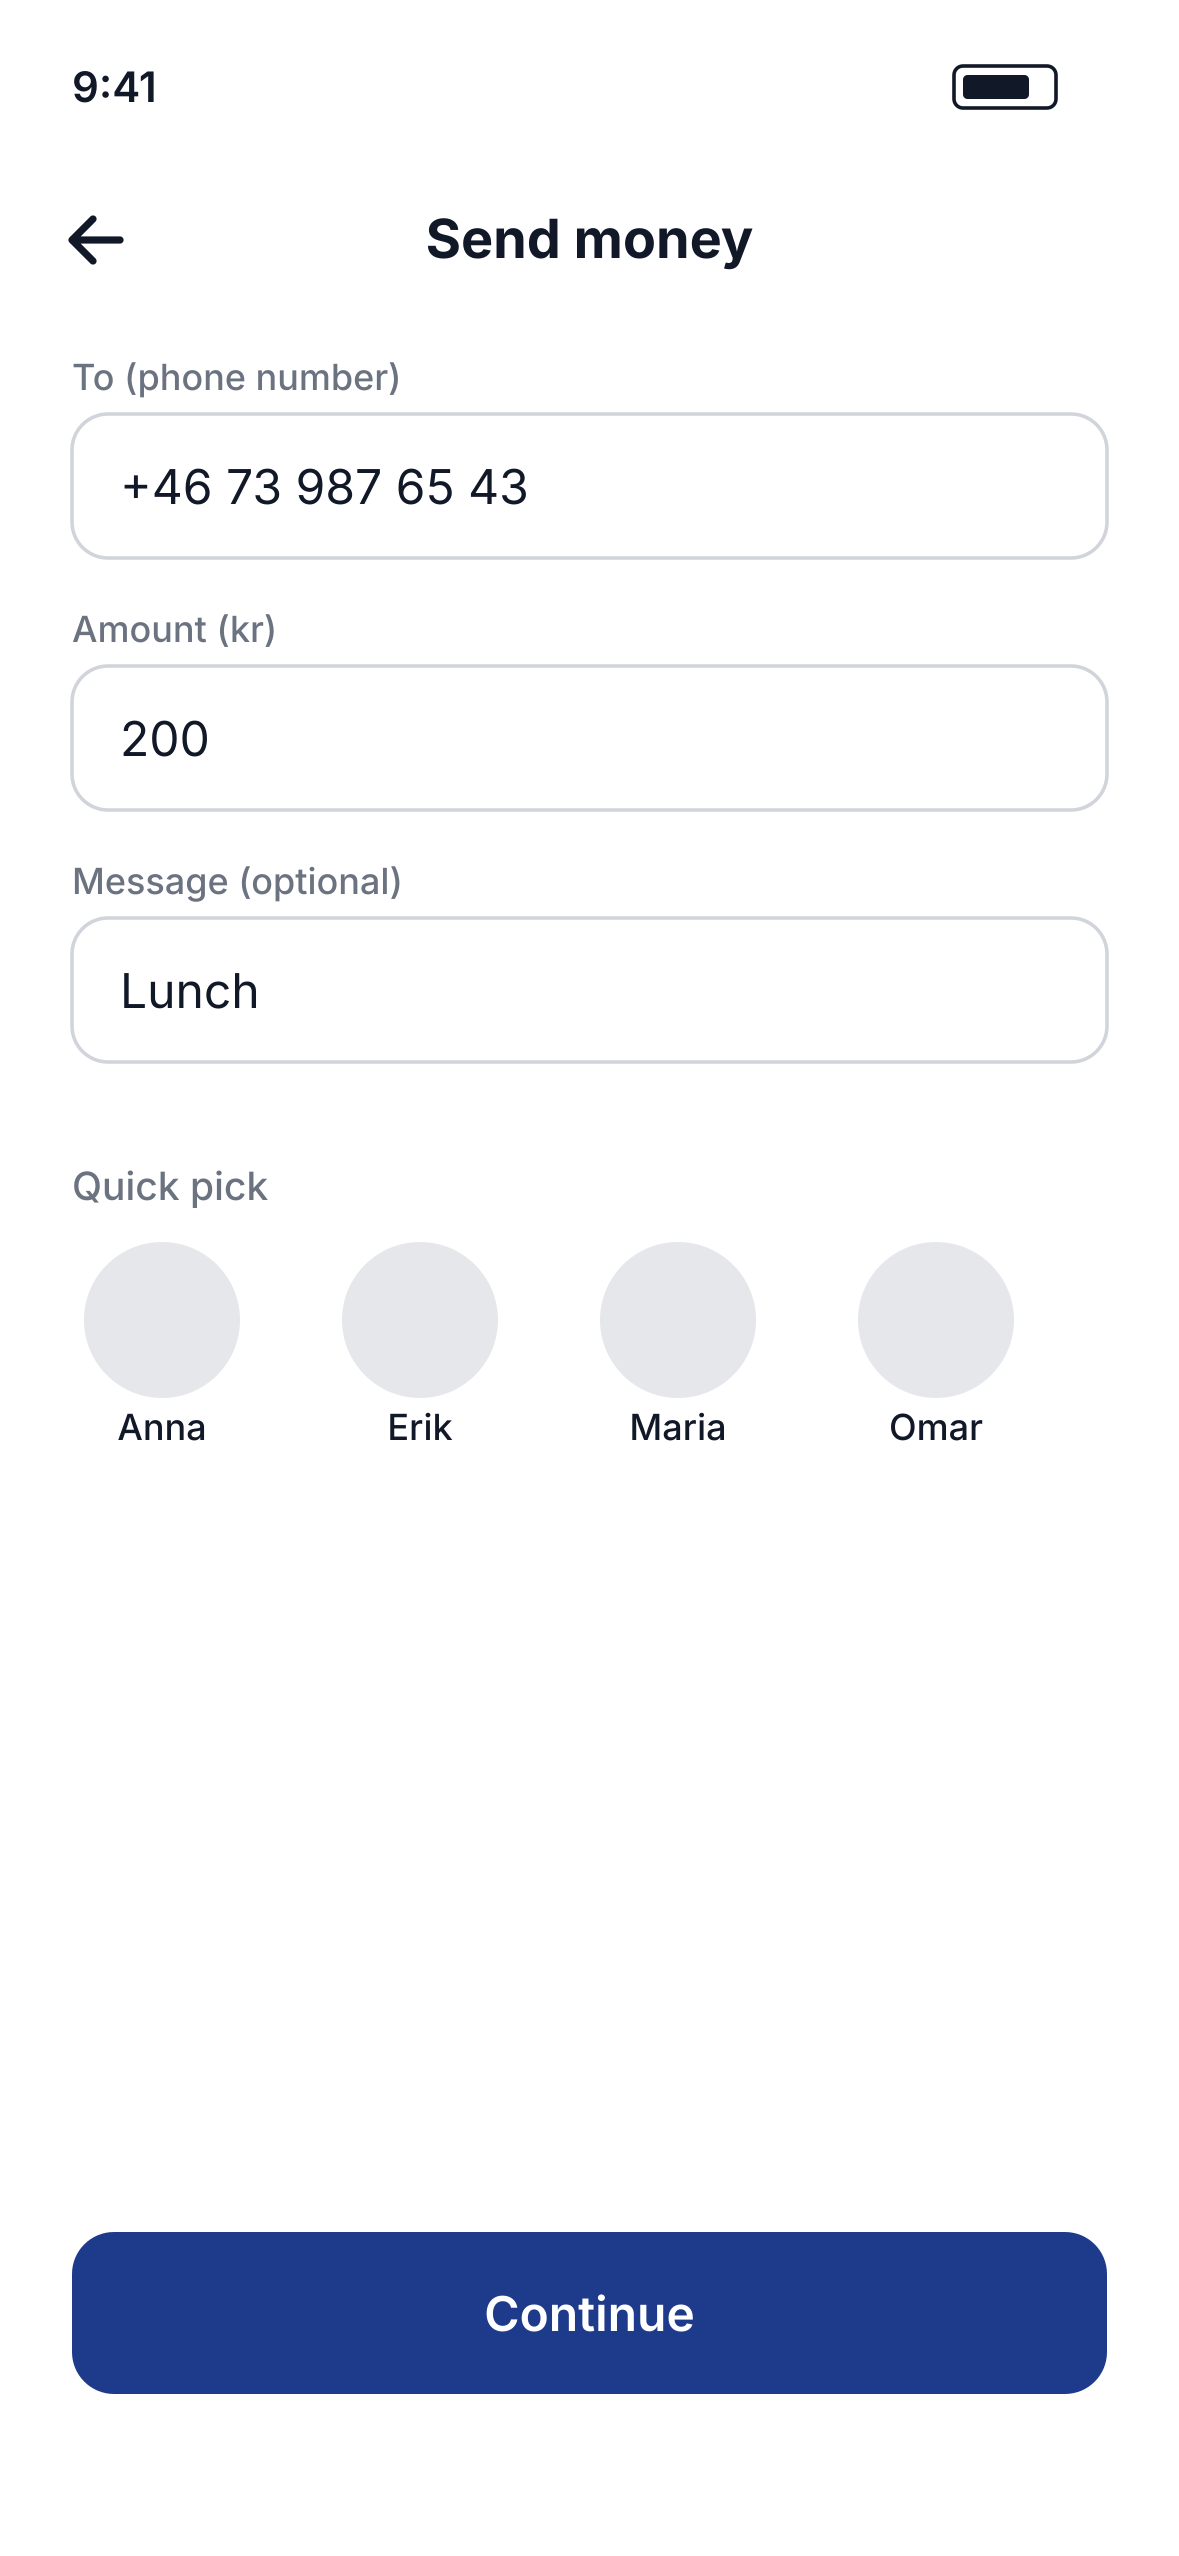 9:41
Send money
To (phone number)
+46 73 987 65 43
Amount (kr)
200
Message (optional)
Lunch
Quick pick
Anna Erik Maria Omar
Continue